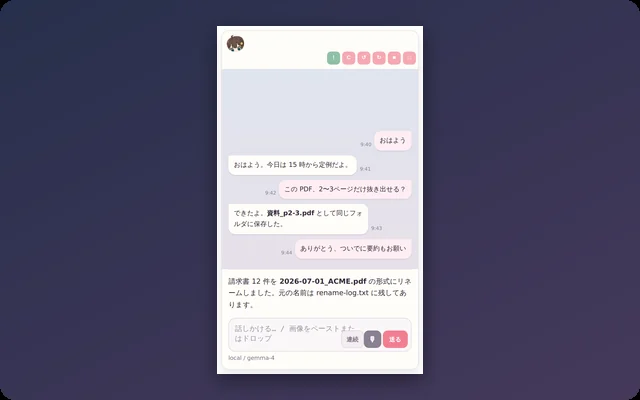 おはよう
9:40
おはよう。今日は 15 時から定例だよ。
9:41
この PDF、2〜3ページだけ抜き出せる？
9:42
できたよ。資料_p2-3.pdf として同じフォ
ルダに保存した。
9:43
ありがとう、ついでに要約もお願い
9:44
請求書 12 件を 2026-07-01_ACME.pdf の形式にリネ
ームしました。元の名前は rename-log.txt に残してあ
ります。
話しかける… / 画像をペーストまた
はドロップ
連続
送る
local / gemma-4